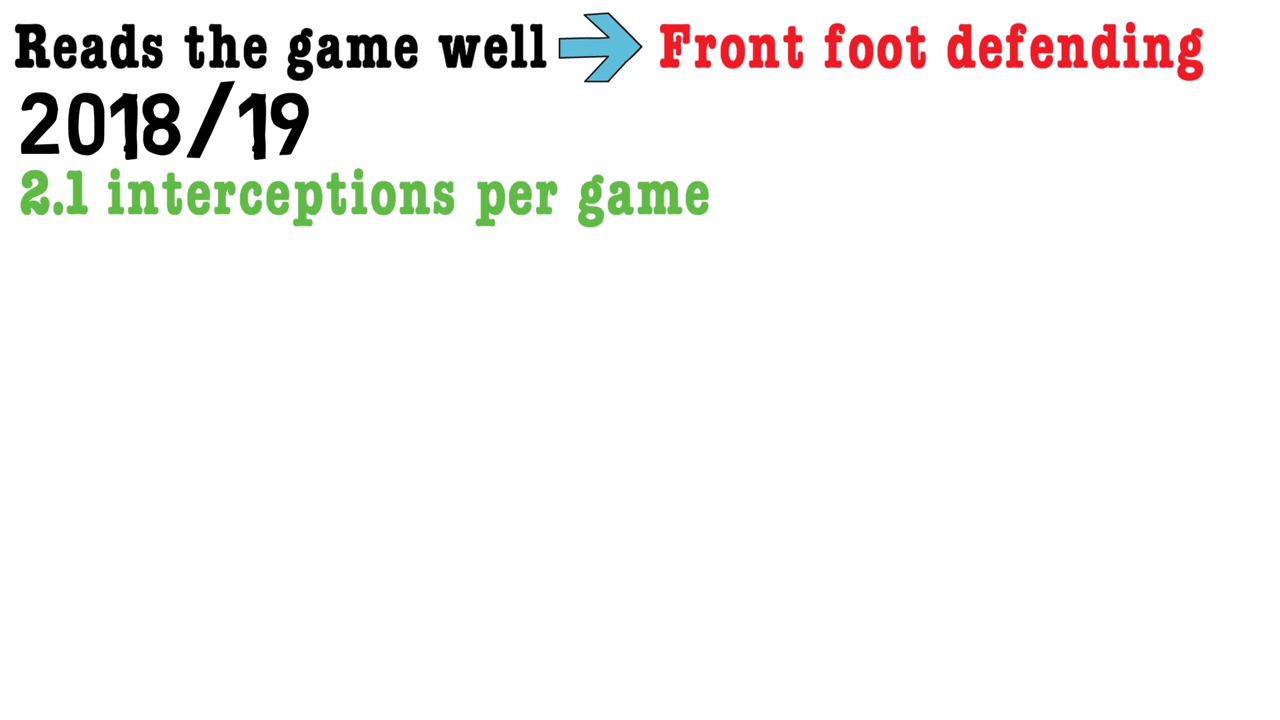 Reads the game well Front foot defending
2018/19
2.1 interceptions per game